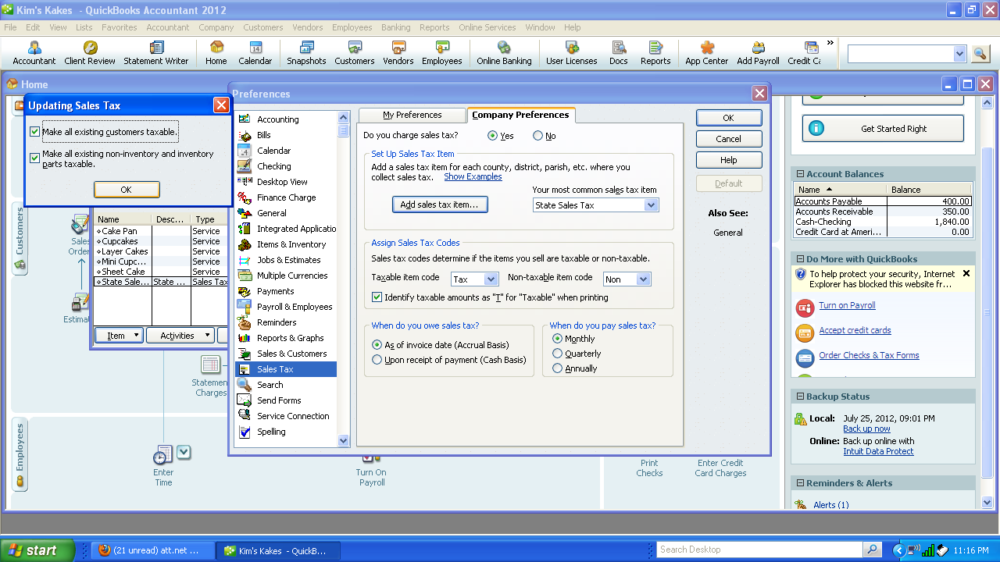 Kim's Kakes - QuickBooks Accountant 2012
File Edit View Lists Favorites Accountant Company Customers Vendors Employees Banking Reports Online Services Window Help
Accountant Client Review Statement Writer Home Calendar Snapshots Customers Vendors Employees Online Banking User Licenses Docs Reports App Center Add Payroll Credit Ca
Home
Updating Sales Tax
Make all existing customers taxable.
Make all existing non-inventory and inventory
parts taxable.
OK
Customers
Sales
Order
Estimat
Name Desc... Type
Cake Pan Service
Cupcakes Service
Layer Cakes Service
Mini Cupc... Service
Sheet Cake Service
State Sale... State ... Sales Tax
Item Activities
Statement
Charges
Employees
Enter
Time
Turn On
Payroll
Print
Checks
Enter Credit
Card Charges
Preferences
Accounting
Bills
Calendar
Checking
Desktop View
Finance Charge
General
Integrated Applicatio
Items & Inventory
Jobs & Estimates
Multiple Currencies
Payments
Payroll & Employees
Reminders
Reports & Graphs
Sales & Customers
Sales Tax
Search
Send Forms
Service Connection
Spelling
My Preferences Company Preferences
Do you charge sales tax? Yes No
Set Up Sales Tax Item
Add a sales tax item for each county, district, parish, etc. where you
collect sales tax. Show Examples
Your most common sales tax item
Add sales tax item... State Sales Tax
Assign Sales Tax Codes
Sales tax codes determine if the items you sell are taxable or non-taxable.
Taxable item code Tax Non-taxable item code Non
Identify taxable amounts as "T" for "Taxable" when printing
When do you owe sales tax?
As of invoice date (Accrual Basis)
Upon receipt of payment (Cash Basis)
When do you pay sales tax?
Monthly
Quarterly
Annually
OK
Cancel
Help
Default
Also See:
General
Get Started Right
Account Balances
Name Balance
Accounts Payable 400.00
Accounts Receivable 350.00
Cash-Checking 1,840.00
Credit Card at Ameri... 0.00
Do More with QuickBooks
To help protect your security, Internet
Explorer has blocked this website fr...
Turn on Payroll
Accept credit cards
Order Checks & Tax Forms
Backup Status
Local: July 25, 2012, 09:01 PM
Back up now
Online: Back up online with
Intuit Data Protect
Reminders & Alerts
Alerts (1)
start (21 unread) att.net ... Kim's Kakes - QuickB... Search Desktop 11:16 PM